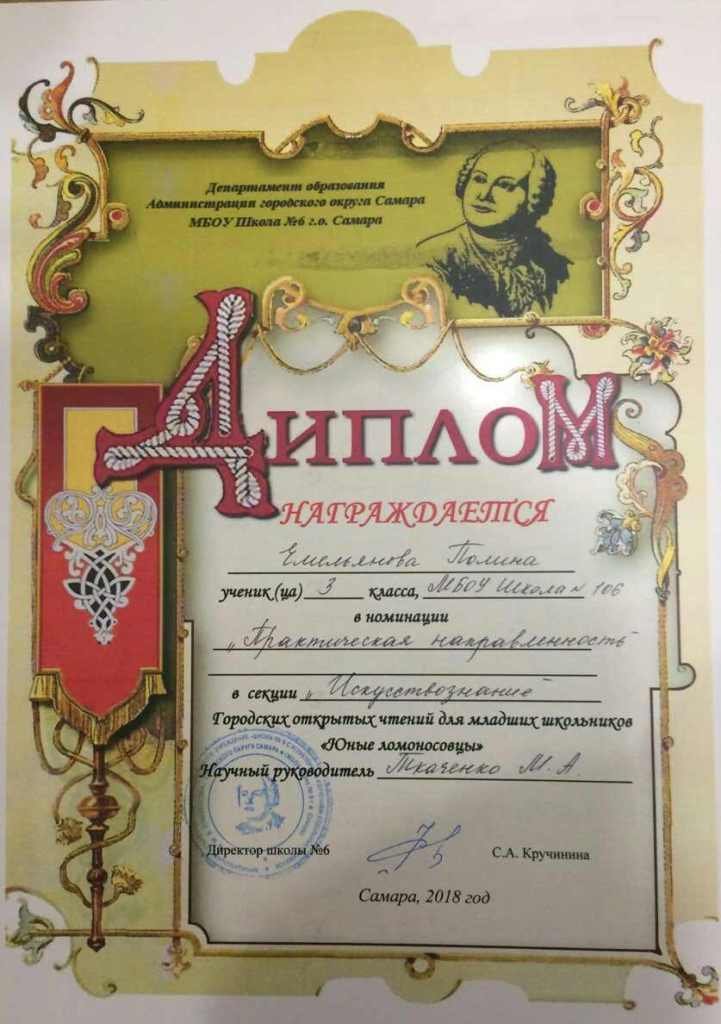 Департамент образования
Администрации городского округа Самара
МБОУ Школа №6 г.о. Самара
ДИПЛОМ
НАГРАЖДАЕТСЯ
Емельянова Полина
ученик (ца) 3 класса, МБОУ Школа № 106
в номинации
„Практическая направленность"
в секции „Искусствознание"
Городских открытых чтений для младших школьников
«Юные ломоносовцы»
Научный руководитель Ткаченко М. А.
Директор школы №6 С.А. Кручинина
Самара, 2018 год